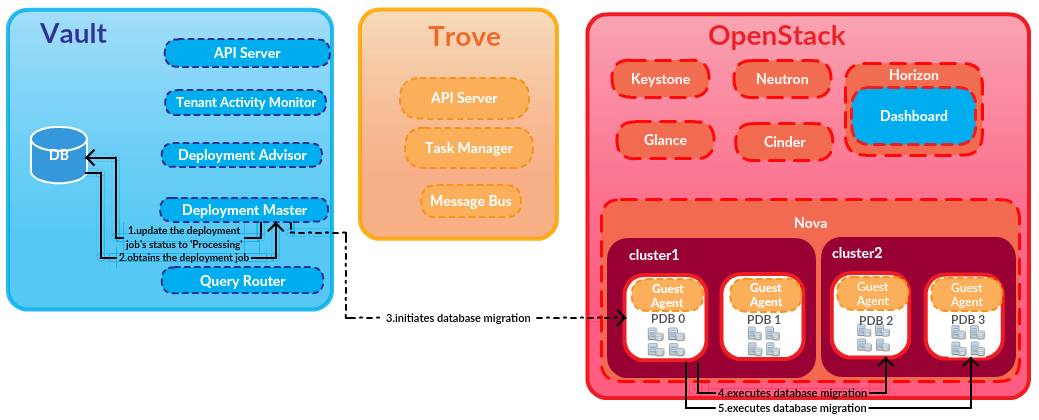 Vault
API Server
Tenant Activity Monitor
DB
Deployment Advisor
Deployment Master
1.update the deployment
job's status to 'Processing'
2.obtains the deployment job
Query Router
Trove
API Server
Task Manager
Message Bus
3.initiates database migration
OpenStack
Keystone
Neutron
Horizon
Dashboard
Glance
Cinder
Nova
cluster1
Guest
Agent
PDB 0
Guest
Agent
PDB 1
cluster2
Guest
Agent
PDB 2
Guest
Agent
PDB 3
4.executes database migration
5.executes database migration